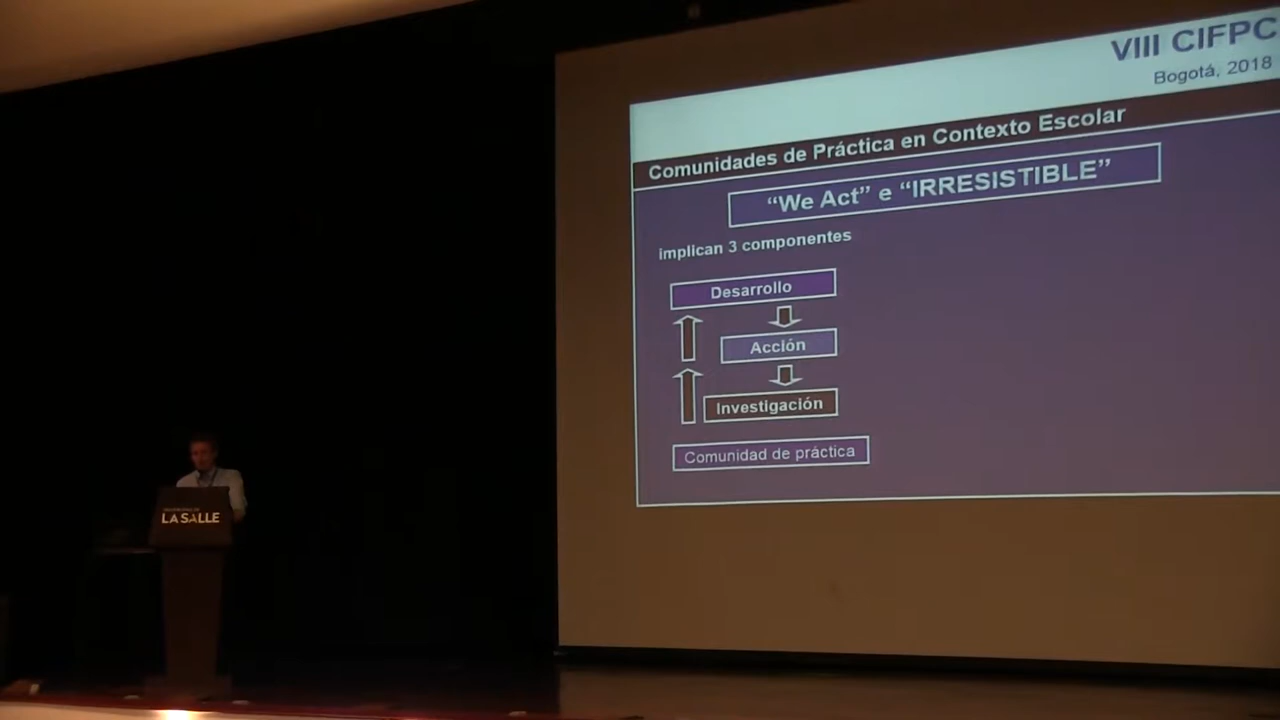 VIII CIFPC
Bogotá, 2018
Comunidades de Práctica en Contexto Escolar
“We Act” e “IRRESISTIBLE”
implican 3 componentes
Desarrollo
Acción
Investigación
Comunidad de práctica
LA SALLE